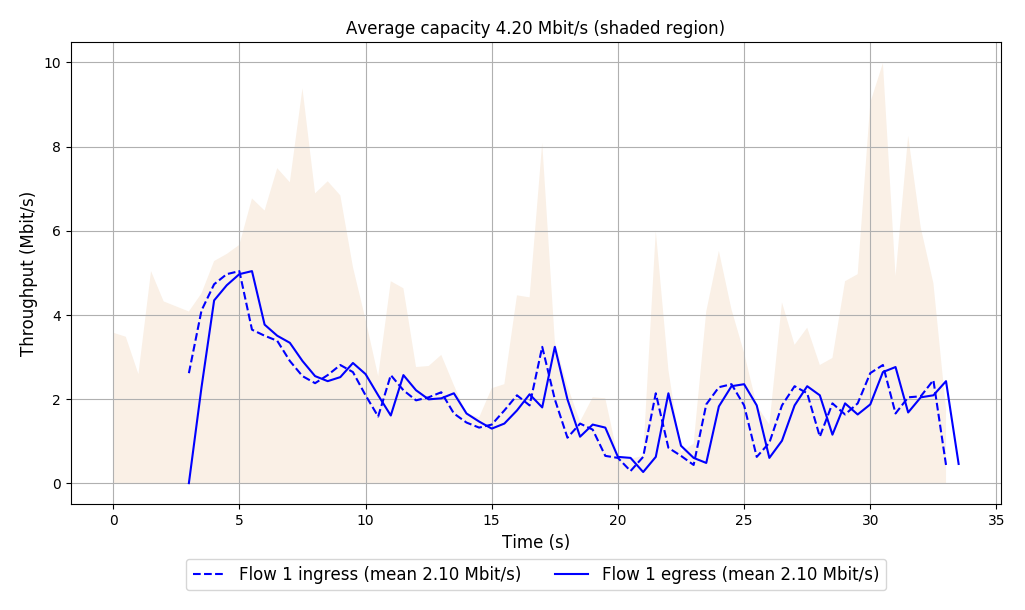 Average capacity 4.20 Mbit/s (shaded region)
10
8
6
4
2
0
Throughput (Mbit/s)
0 5 10 15 20 25 30 35
Time (s)
Flow 1 ingress (mean 2.10 Mbit/s) Flow 1 egress (mean 2.10 Mbit/s)